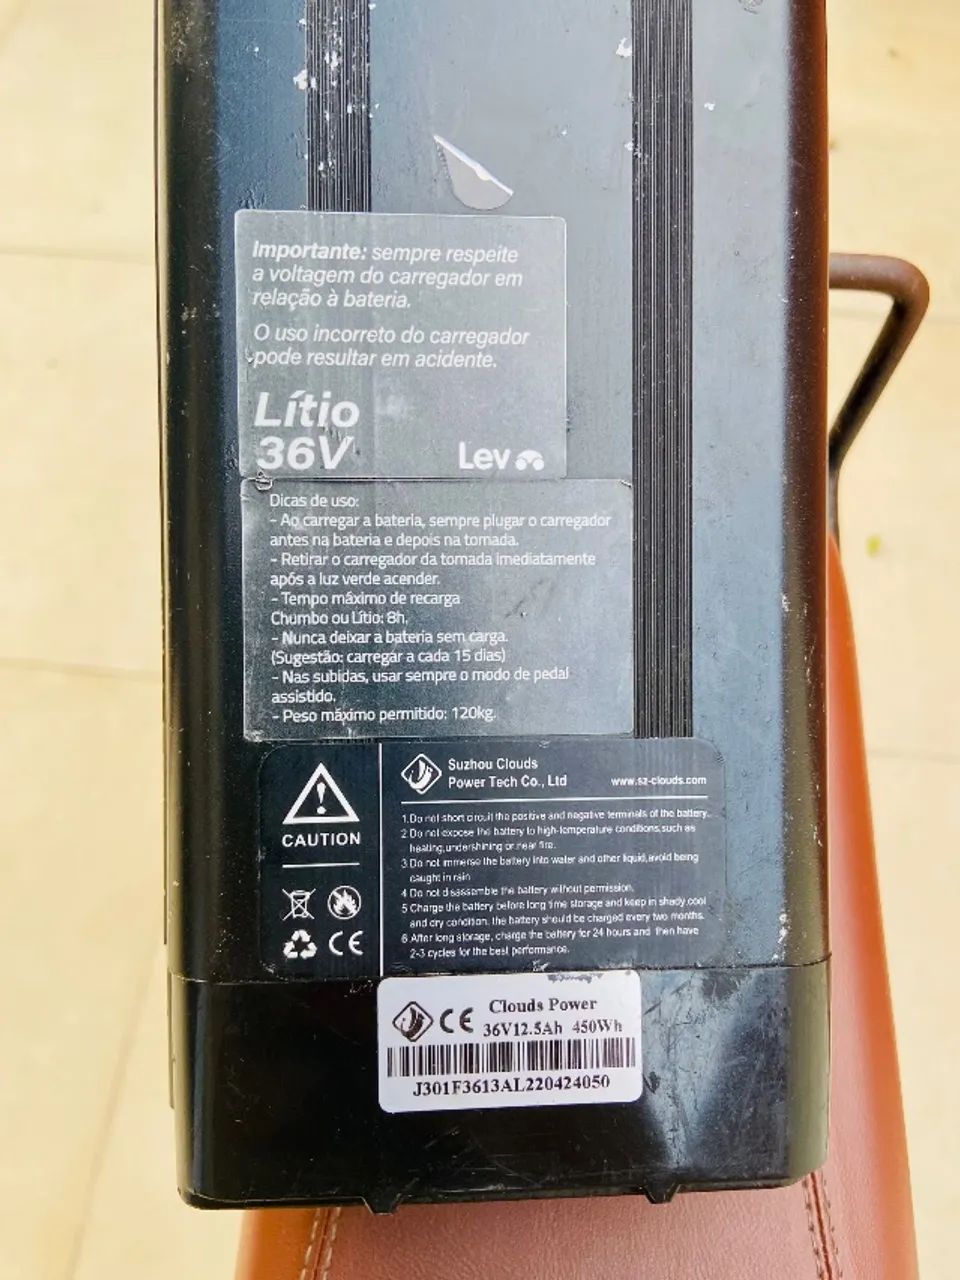 Importante: sempre respeite
a voltagem do carregador em
relação à bateria.
O uso incorreto do carregador
pode resultar em acidente.
Lítio
36V
Lev
Dicas de uso:
- Ao carregar a bateria, sempre plugar o carregador
antes na bateria e depois na tomada.
- Retirar o carregador da tomada imediatamente
após a luz verde acender.
- Tempo máximo de recarga
Chumbo ou Lítio: 8h.
- Nunca deixar a bateria sem carga.
(Sugestão: carregar a cada 15 dias)
- Nas subidas, usar sempre o modo de pedal
assistido.
- Peso máximo permitido: 120kg.
CAUTION
CE
Suzhou Clouds
Power Tech Co., Ltd
www.sz-clouds.com
1.Do not short circuit the positive and negative terminals of the battery.
2 Do not expose the battery to high-temperature conditions,such as
heating,undershining or near fire.
3 Do not immerse the battery into water and other liquid,avoid being
caught in rain
4 Do not disassemble the battery without permission.
5 Charge the battery before long time storage and keep in shady,cool
and dry condition. the battery should be charged every two months.
6 After long storage, charge the battery for 24 hours and then have
2-3 cycles for the best performance.
CE
Clouds Power
36V12.5Ah 450Wh
J301F3613AL220424050